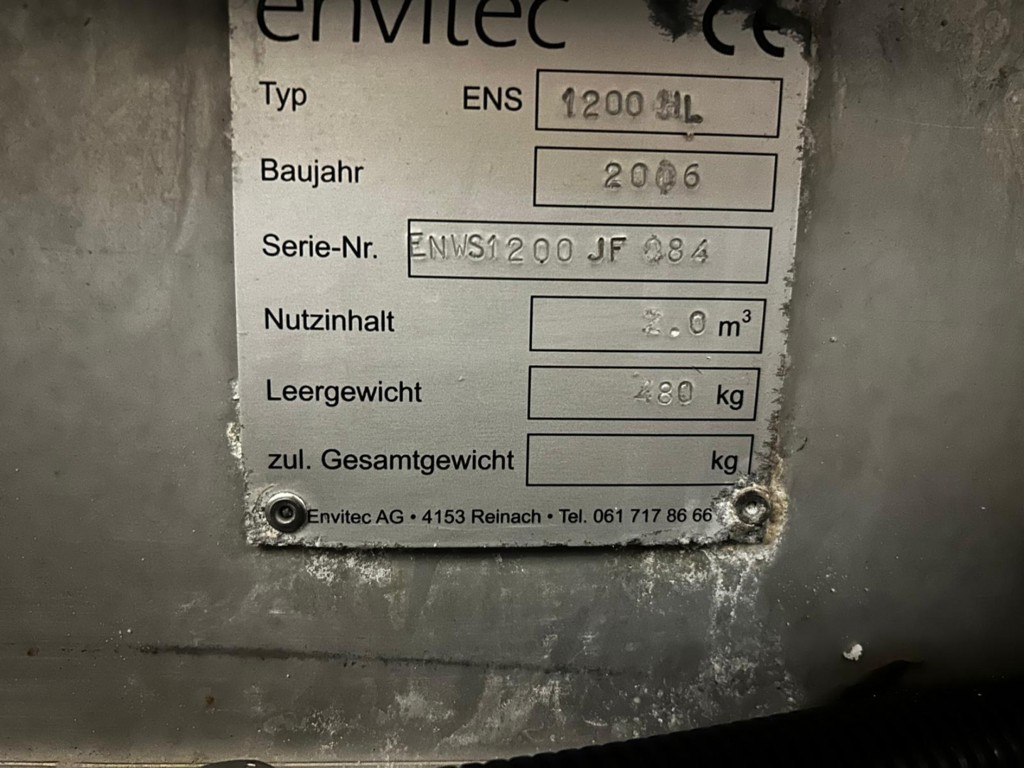 envitec CE
Typ ENS 1200 HL
Baujahr 2006
Serie-Nr. ENWS1200 JF 084
Nutzinhalt 2.0 m³
Leergewicht 480 kg
zul. Gesamtgewicht kg
Envitec AG • 4153 Reinach • Tel. 061 717 86 66